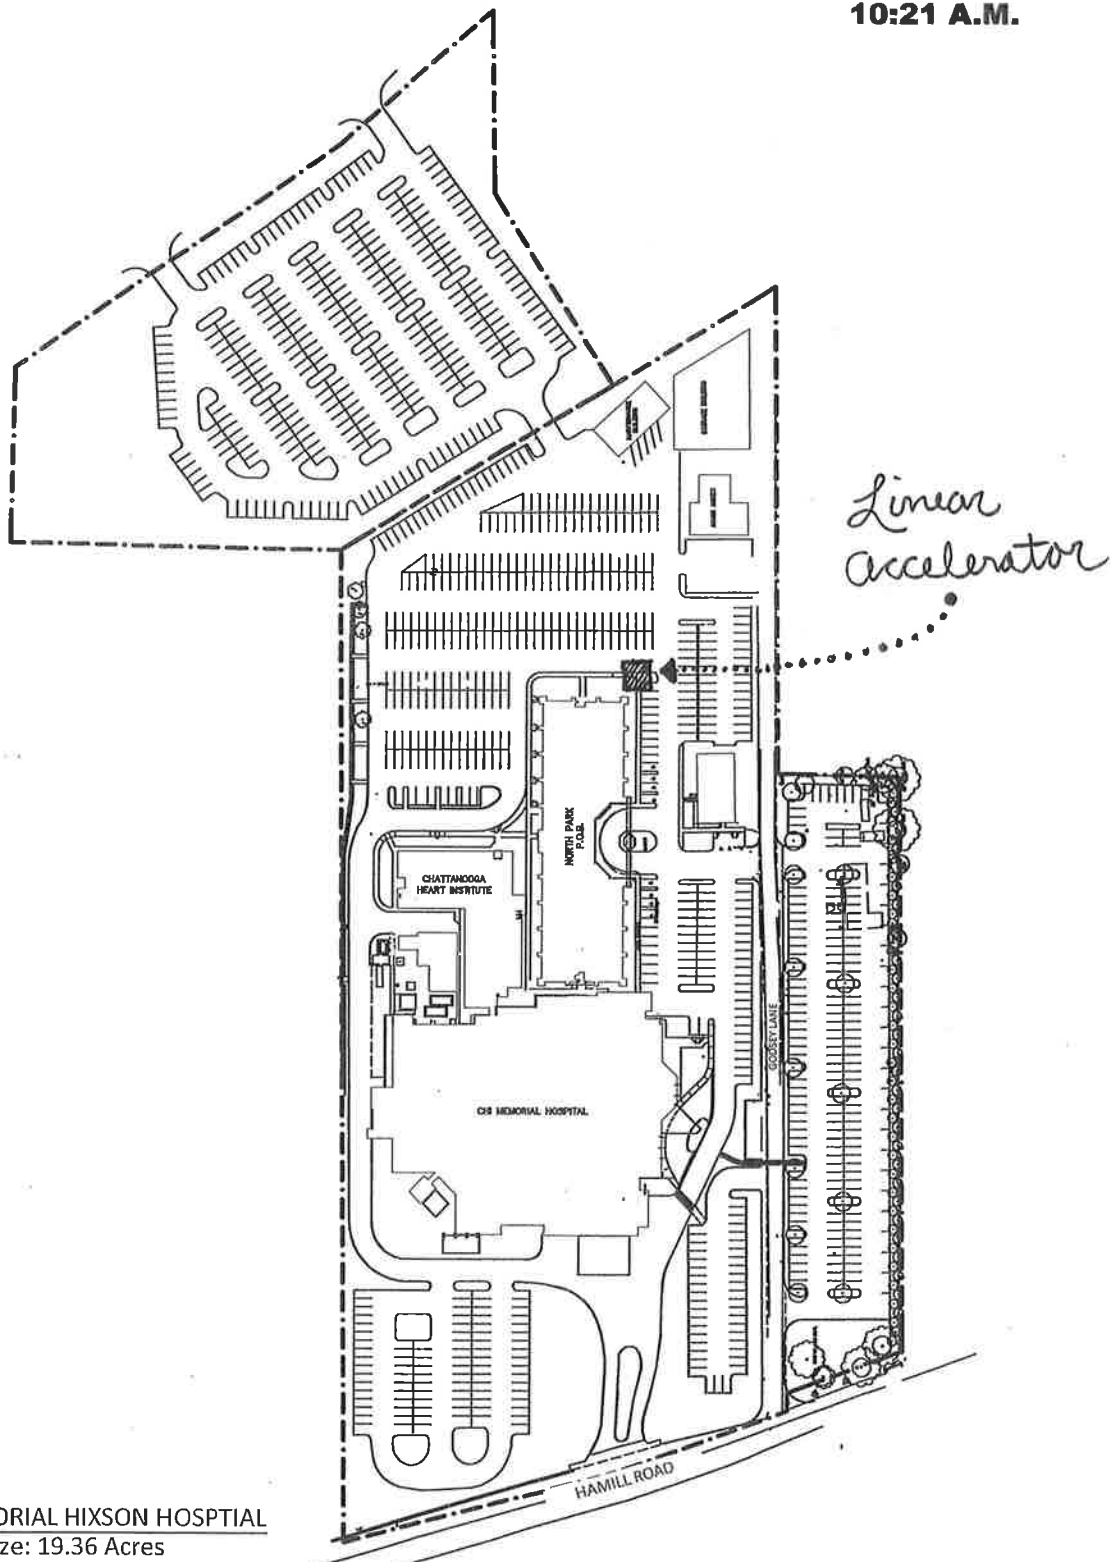 10:21 A.M.
Linear
accelerator
NORTH PARK
P.O.B.
CHATTANOOGA
HEART INSTITUTE
GODSEY LANE
CHI MEMORIAL HOSPITAL
HAMILL ROAD
ORIAL HIXSON HOSPTIAL
ze: 19.36 Acres